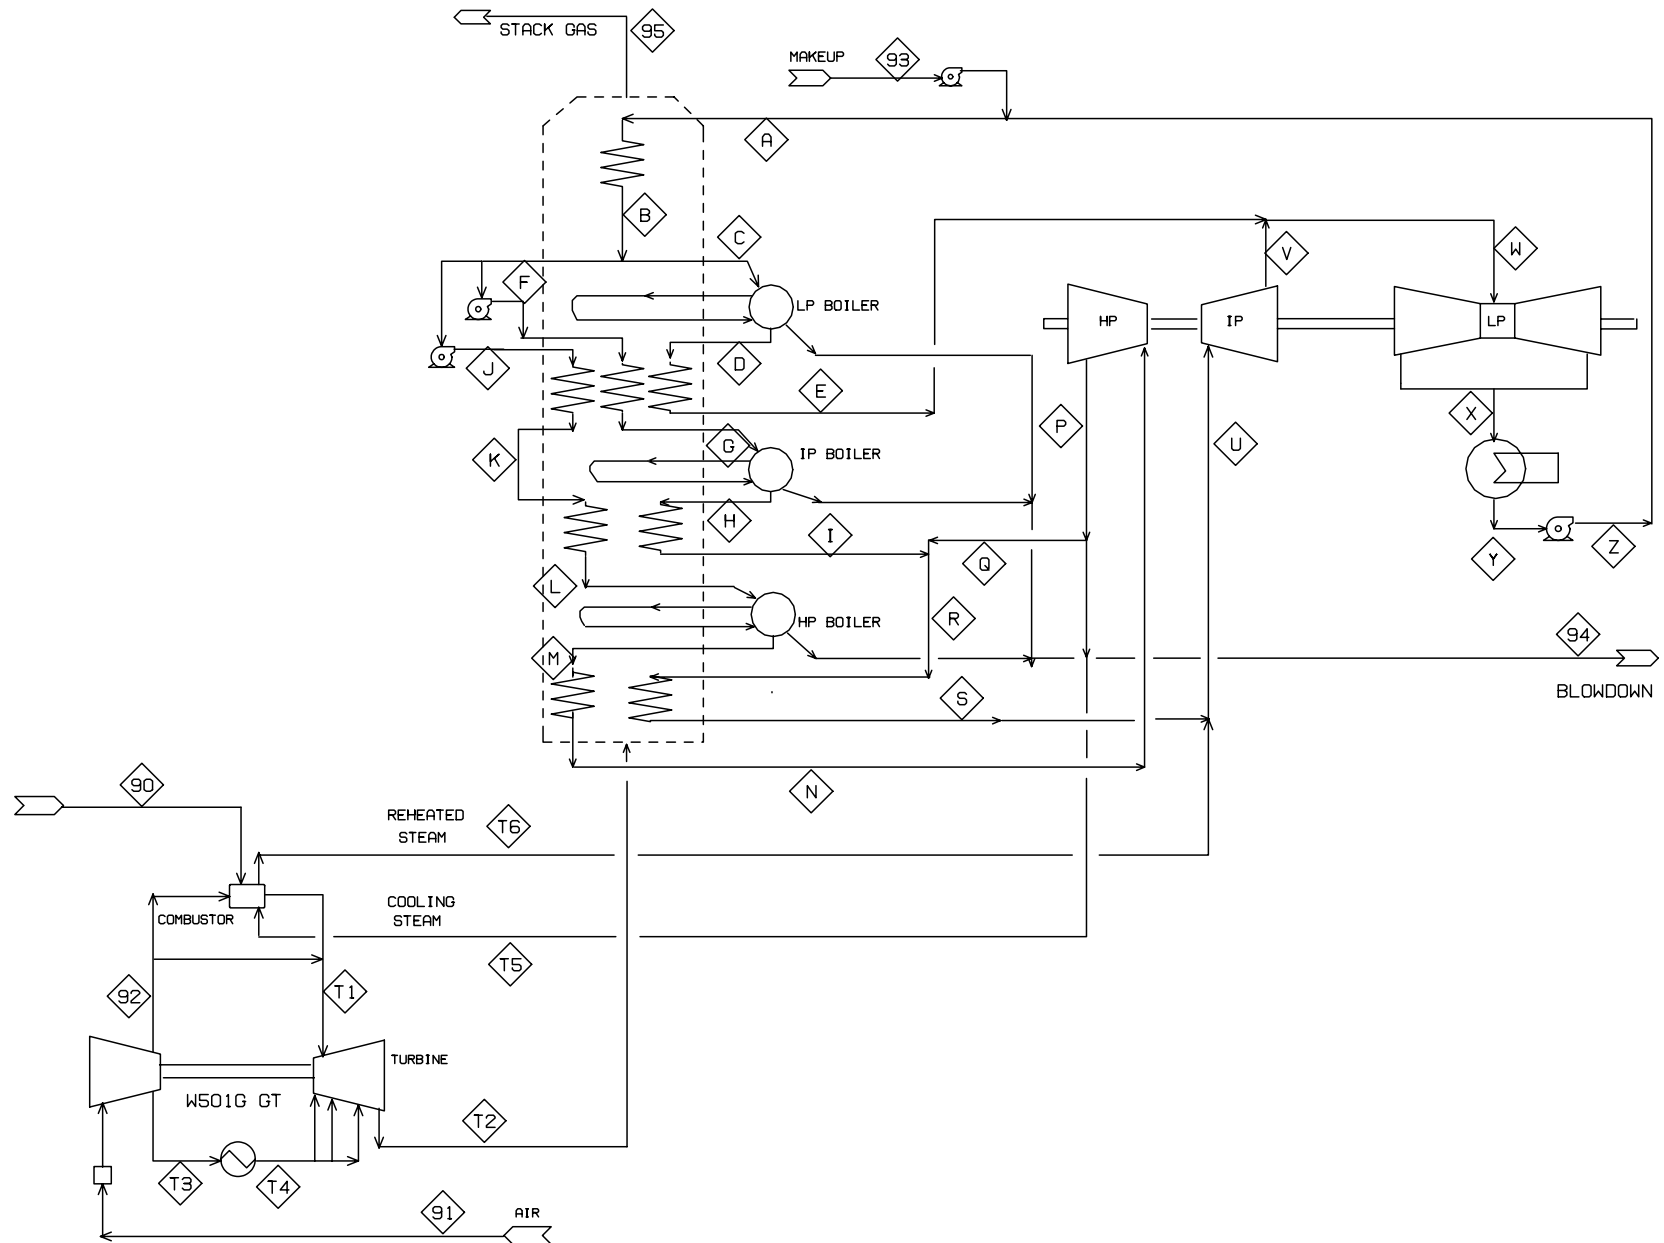 95
STACK GAS
MAKEUP
93
A
B
C
V
W
F
LP BOILER
HP
IP
LP
J
D
E
X
P
U
G
IP BOILER
K
H
I
Q
Y
Z
L
R
HP BOILER
94
M
S
BLOWDOWN
90
N
REHEATED
STEAM
T6
COOLING
STEAM
COMBUSTOR
T5
92
T1
TURBINE
W501G GT
T2
T3
T4
91
AIR